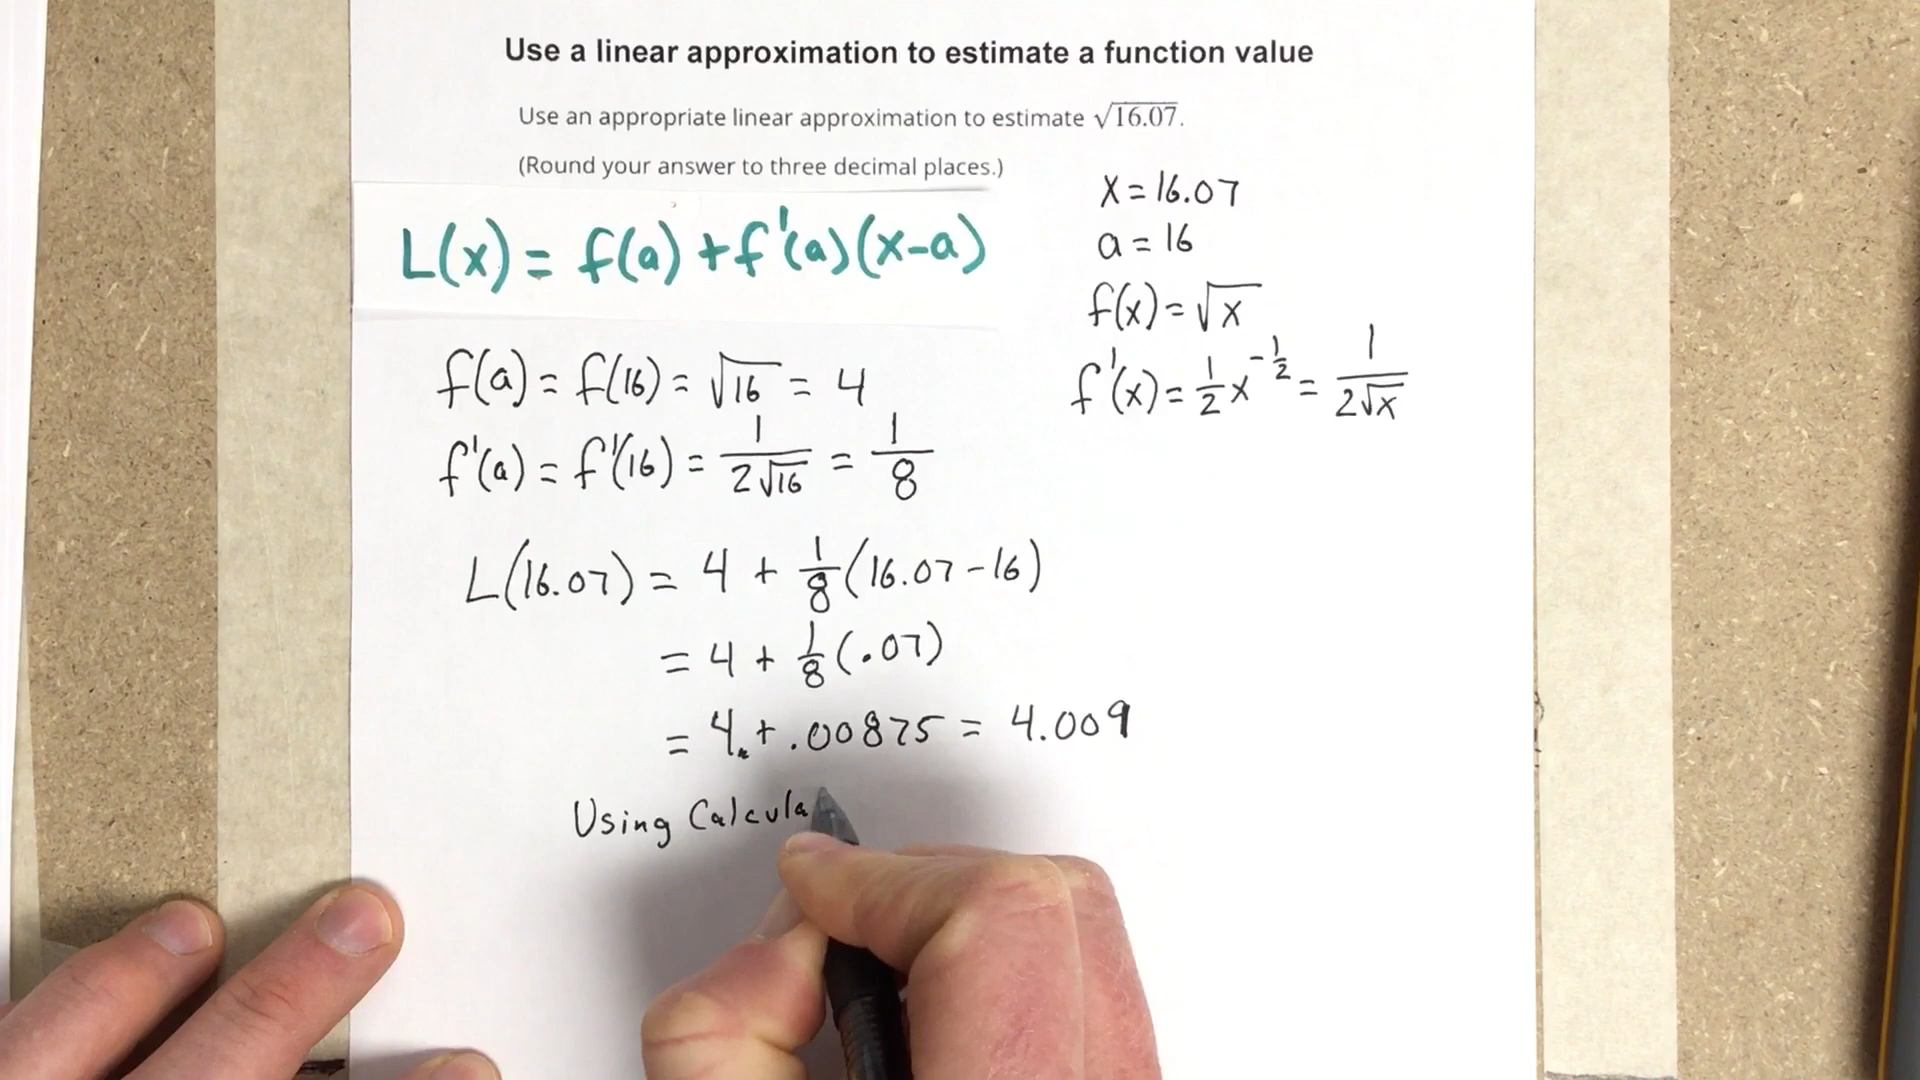 Use a linear approximation to estimate a function value
Use an appropriate linear approximation to estimate √16.07.
(Round your answer to three decimal places.)
L(x) = f(a) + f'(a)(x-a)
x = 16.07
a = 16
f(x) = √x
f'(x) = 1/2 x^-1/2 = 1/(2√x)
f(a) = f(16) = √16 = 4
f'(a) = f'(16) = 1/(2√16) = 1/8
L(16.07) = 4 + 1/8(16.07-16)
= 4 + 1/8(.07)
= 4. + .00875 = 4.009
Using Calcula